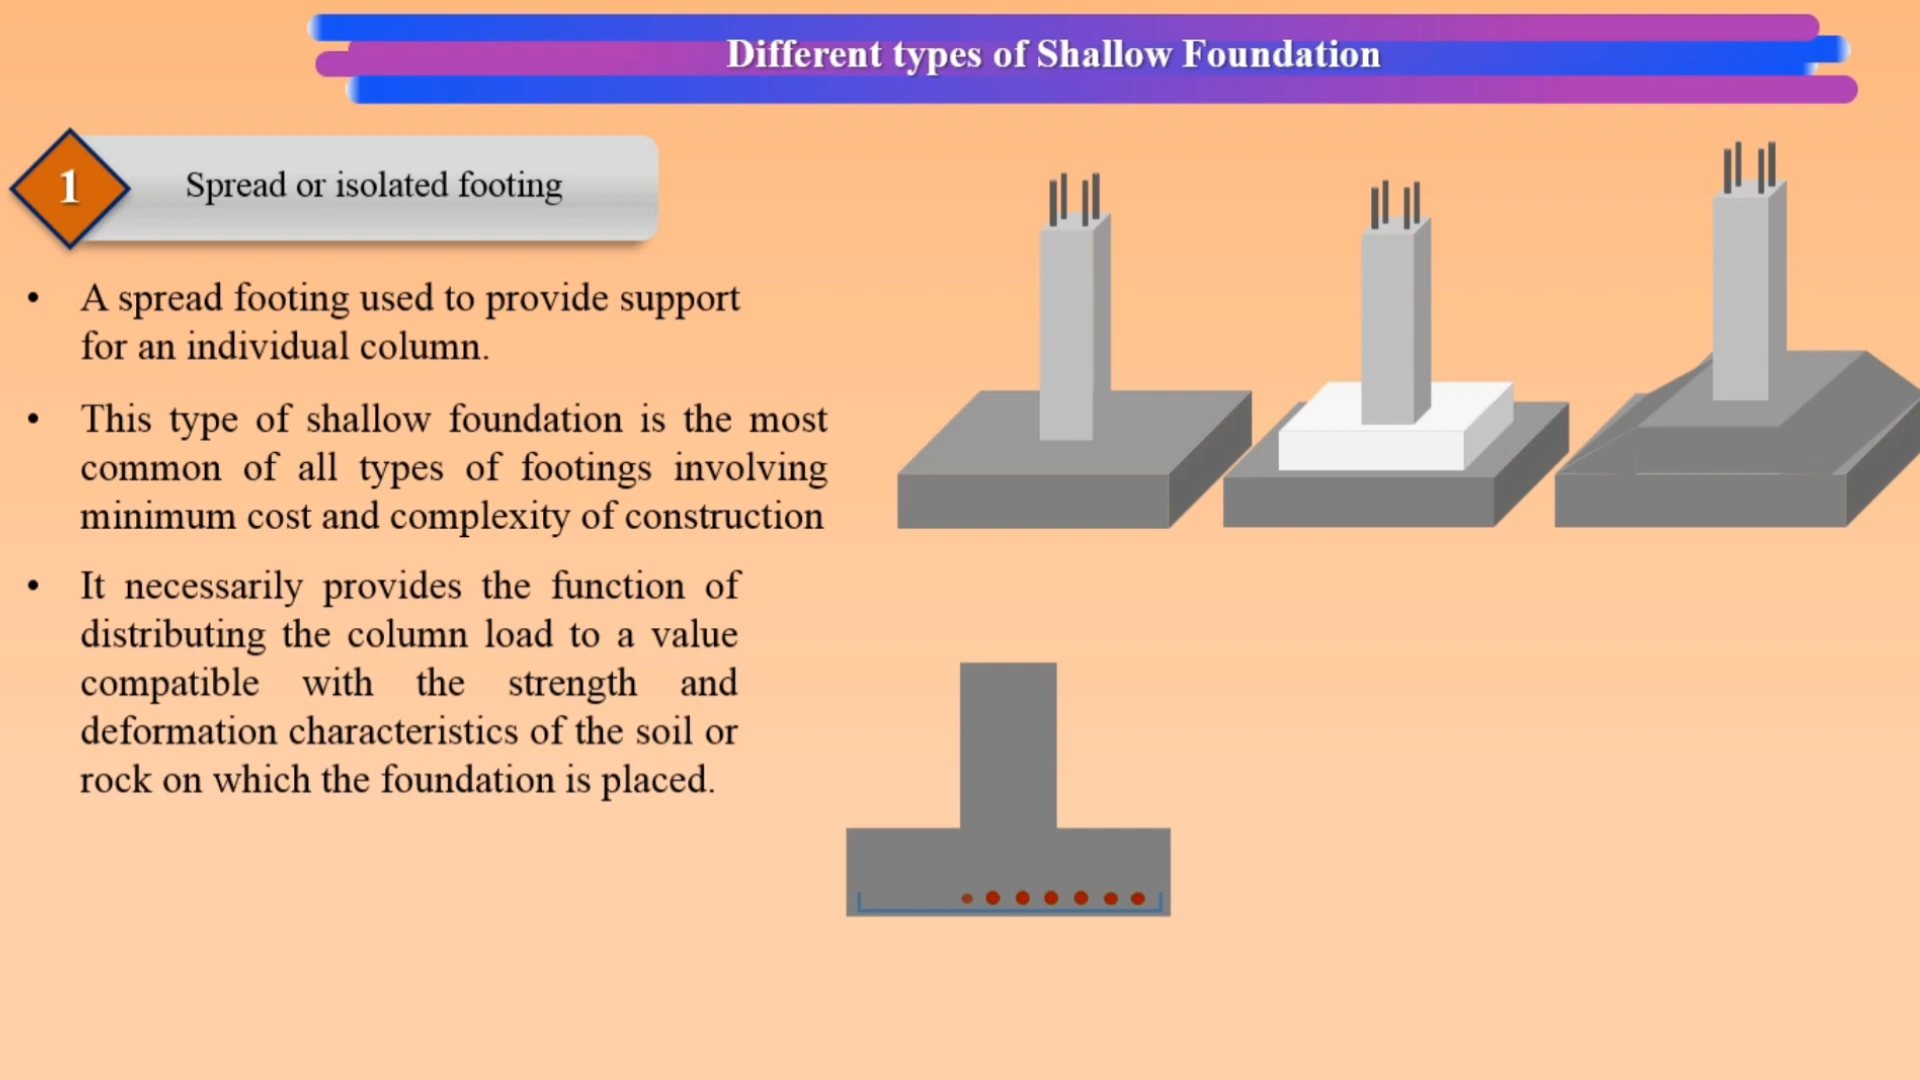 Different types of Shallow Foundation
1
Spread or isolated footing
• A spread footing used to provide support
for an individual column.
• This type of shallow foundation is the most
common of all types of footings involving
minimum cost and complexity of construction
• It necessarily provides the function of
distributing the column load to a value
compatible with the strength and
deformation characteristics of the soil or
rock on which the foundation is placed.